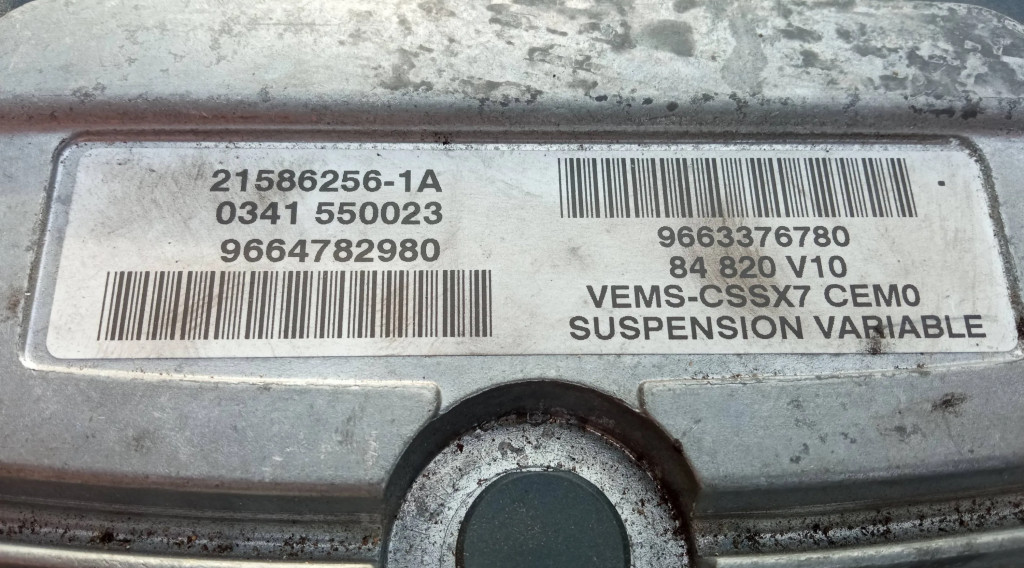 21586256-1A
0341 550023
9664782980
9663376780
84 820 V10
VEMS-CSSX7 CEM0
SUSPENSION VARIABLE